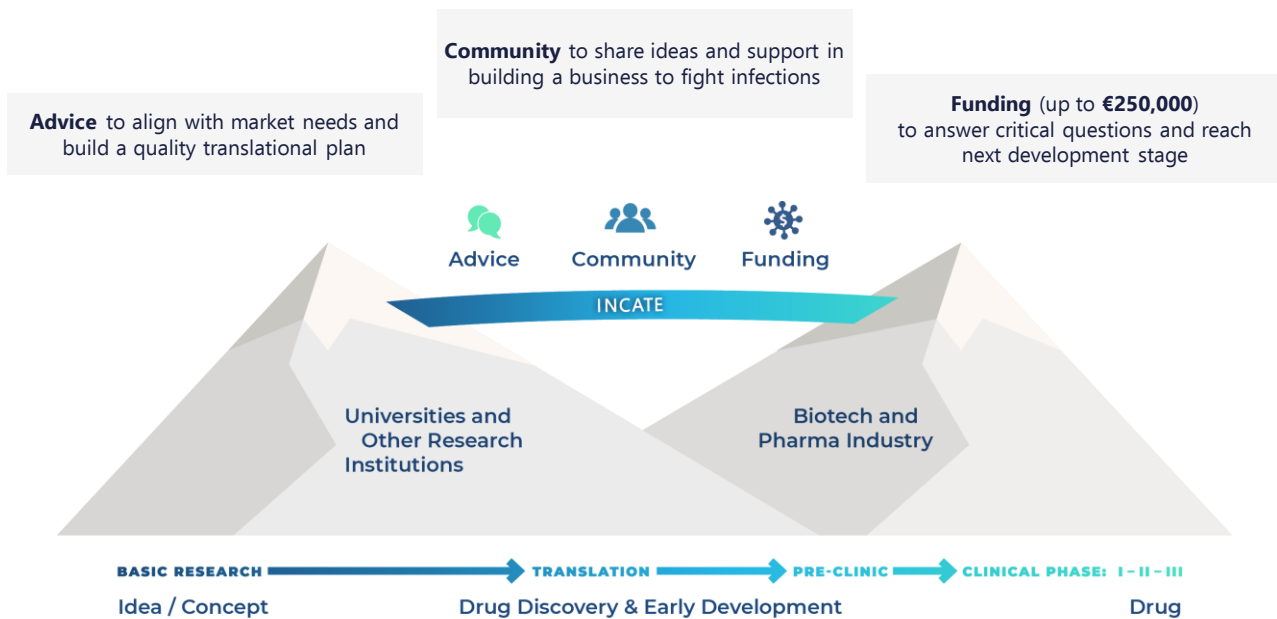 Community to share ideas and support in
building a business to fight infections
Advice to align with market needs and
build a quality translational plan
Funding (up to €250,000)
to answer critical questions and reach
next development stage
$
Advice
Community
Funding
INCATE
Universities and
Other Research
Institutions
Biotech and
Pharma Industry
BASIC RESEARCH
TRANSLATION
PRE-CLINIC
CLINICAL PHASE: I – II – III
Idea / Concept
Drug Discovery & Early Development
Drug